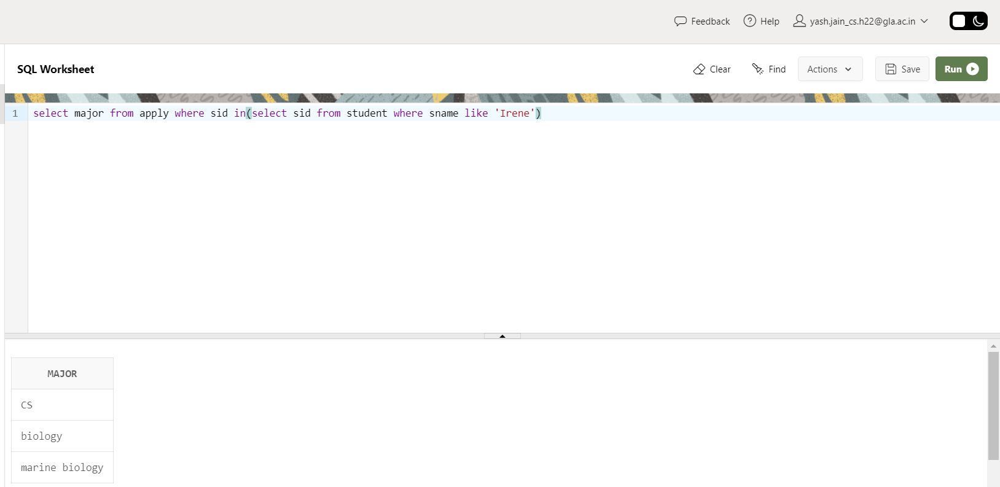 Feedback Help yash.jain_cs.h22@gla.ac.in
SQL Worksheet Clear Find Actions Save Run
1 select major from apply where sid in(select sid from student where sname like 'Irene')
MAJOR
CS
biology
marine biology